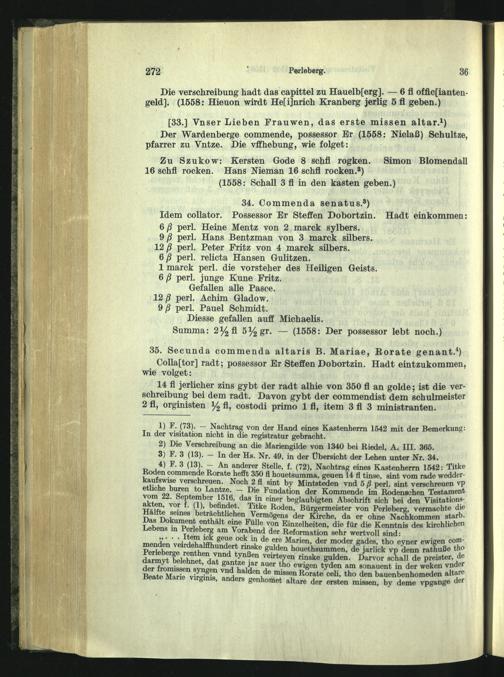 272 Perleberg. 36
Die verschreibung hadt das capittel zu Hauelb[erg]. — 6 fl offic[ianten-
geld]. (1558: Hieuon wirdt He[i]nrich Kranberg jerlig 5 fl geben.)
[33.] Vnser Lieben Frauwen, das erste missen altar.¹)
Der Wardenberge commende, possessor Er (1558: Nielaß) Schultze,
pfarrer zu Vntze. Die vffhebung, wie folget:
Zu Szukow: Kersten Gode 8 schfl rogken. Simon Blomendall
16 schfl rocken. Hans Nieman 16 schfl rocken.²)
(1558: Schall 3 fl in den kasten geben.)
34. Commenda senatus.³)
Idem collator. Possessor Er Steffen Dobortzin. Hadt einkommen:
6 β perl. Heine Mentz von 2 marck sylbers.
9 β perl. Hans Bentzman von 3 marck silbers.
12 β perl. Peter Fritz von 4 marck silbers.
6 β perl. relicta Hansen Gulitzen.
1 marck perl. die vorsteher des Heiligen Geists.
6 β perl. junge Kune Fritz.
Gefallen alle Pasce.
12 β perl. Achim Gladow.
9 β perl. Pauel Schmidt.
Diesse gefallen auff Michaelis.
Summa: 2½ fl 5½ gr. — (1558: Der possessor lebt noch.)
35. Secunda commenda altaris B. Mariae, Rorate genant.⁴)
Colla[tor] radt; possessor Er Steffen Dobortzin. Hadt eintzukommen,
wie volget:
14 fl jerlicher zins gybt der radt alhie von 350 fl an golde; ist die ver-
schreibung bei dem radt. Davon gybt der commendist dem schulmeister
2 fl, orginisten ½ fl, costodi primo 1 fl, item 3 fl 3 ministranten.
1) F. (73). — Nachtrag von der Hand eines Kastenherrn 1542 mit der Bemerkung:
In der visitation nicht in die registratur gebracht.
2) Die Verschreibung a. Mariengilde von 1340 bei Riedel, A. III. 365.
3) F. 3 (13). — In der Hs. Nr. 49. in der Übersicht der Lehen unter Nr. 34.
4) F. 3 (13). — An anderer Stelle, f. (72), Nachtrag eines Kastenherrn 1542: Titke
Roden commende Rorate hefft 350 fl houetsumma, geuen 14 fl tinse, sint vom rade wedder-
kaufswise verschreuen. Noch 2 fl sint by Mintsteden vnd 5 β perl. sint verschreuen vp
etliche buren to Lantze. — Die Fundation der Kommende im Rodenschen Testament
vom 22. September 1516, das in einer beglaubigten Abschrift sich bei den Visitations-
akten, vor f. (1), befindet. Tike Roden, Bürgermeister von Perleberg, vermachte die
Hälfte seines beträchtlichen Vermögens der Kirche, da er ohne Nachkommen starb.
Das Dokument enthält eine Fülle von Einzelheiten, die für die Kenntnis des kirchlichen
Lebens in Perleberg am Vorabend der Reformation sehr wertvoll sind:
„. . . Item ick geue ock in de ere Marien, der moder gades, tho eyner ewigen com-
menden veirdehalffhundert rinske gulden houethsummen, de jarlick vp denn rathuße tho
Perleberge renthen vnnd tynßen veirteyen rinske gulden. Darvor schall de preister, de
darmyt belehnet, dat gantze jar auer tho ewigen tyden am sonauent in der weken vnder
der fromissen syngen vnd halden de missen Rorate celi, tho den bauenbenhomeden altare
Beate Marie virginis, anders genhomet altare der ersten missen, by deme vpgange der